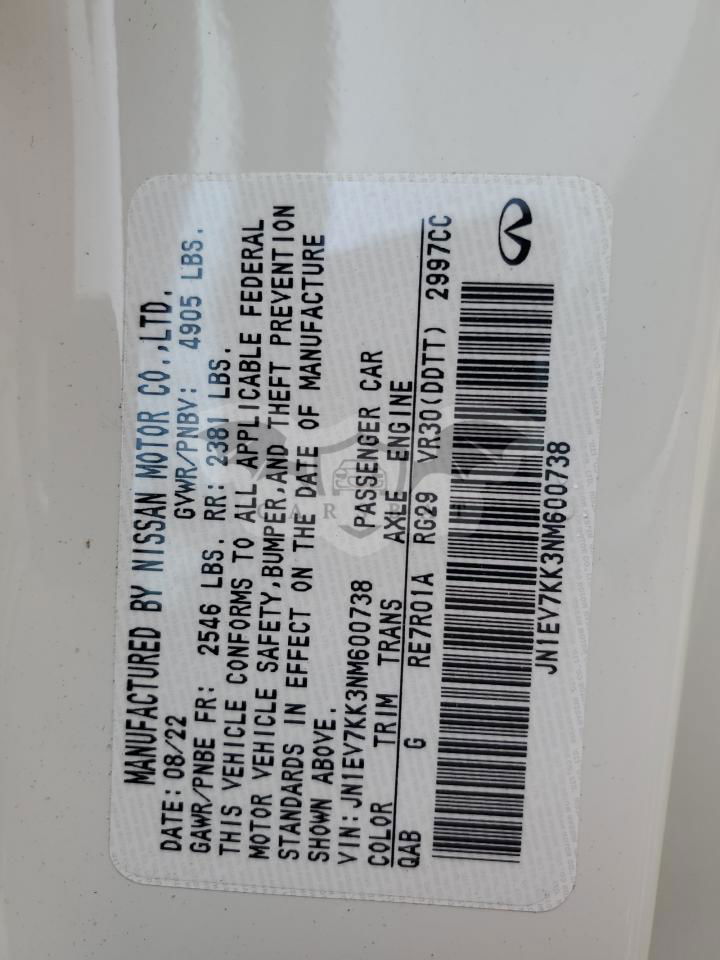 MANUFACTURED BY NISSAN MOTOR CO.,LTD.
DATE: 08/22 GVWR/PNBV: 4905 LBS.
GAWR/PNBE FR: 2546 LBS. RR: 2381 LBS.
THIS VEHICLE CONFORMS TO ALL APPLICABLE FEDERAL
MOTOR VEHICLE SAFETY,BUMPER,AND THEFT PREVENTION
STANDARDS IN EFFECT ON THE DATE OF MANUFACTURE
SHOWN ABOVE.
VIN:JN1EV7KK3NM600738 PASSENGER CAR
COLOR TRIM TRANS AXLE ENGINE
QAB G RE7R01A RG29 VR30(DDTT) 2997CC
JN1EV7KK3NM600738